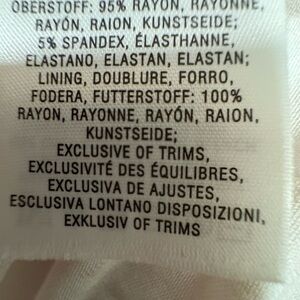 OBERSTOFF: 95% RAYON, RAYONNE,
RAYÓN, RAION, KUNSTSEIDE;
5% SPANDEX, ÉLASTHANNE,
ELASTAN, ELASTAN, ELASTAN;
LINING, DOUBLURE, FORRO,
FODERA, FUTTERSTOFF: 100%
RAYON, RAYONNE, RAYÓN, RAION,
KUNSTSEIDE;
EXCLUSIVE OF TRIMS,
EXCLUSIVITÉ DES ÉQUILIBRES,
EXCLUSIVA DE AJUSTES,
ESCLUSIVA LONTANO DISPOSIZIONI,
EXKLUSIV OF TRIMS